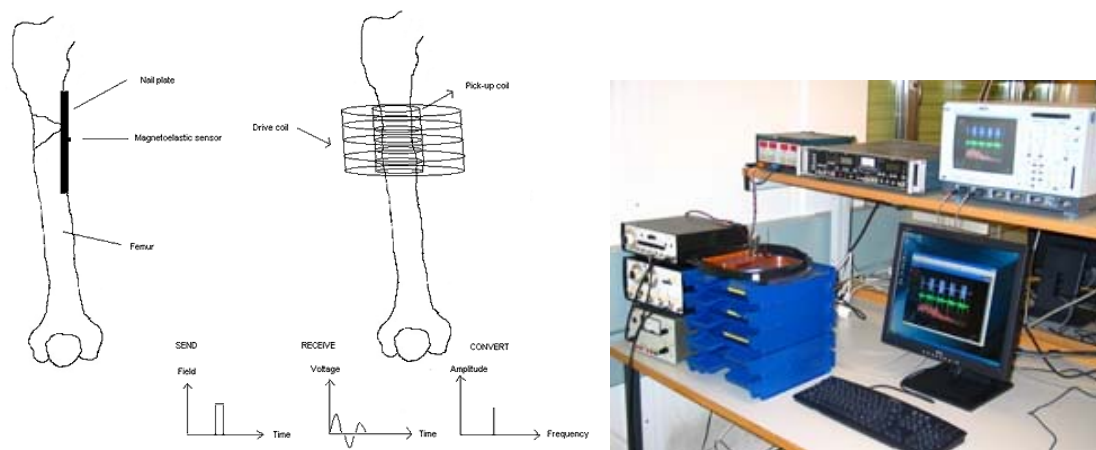 Nail plate
Pick-up coil
Drive coil
Magnetoelastic sensor
Femur
SEND
RECEIVE
CONVERT
Field
Voltage
Amplitude
Time
Time
Frequency